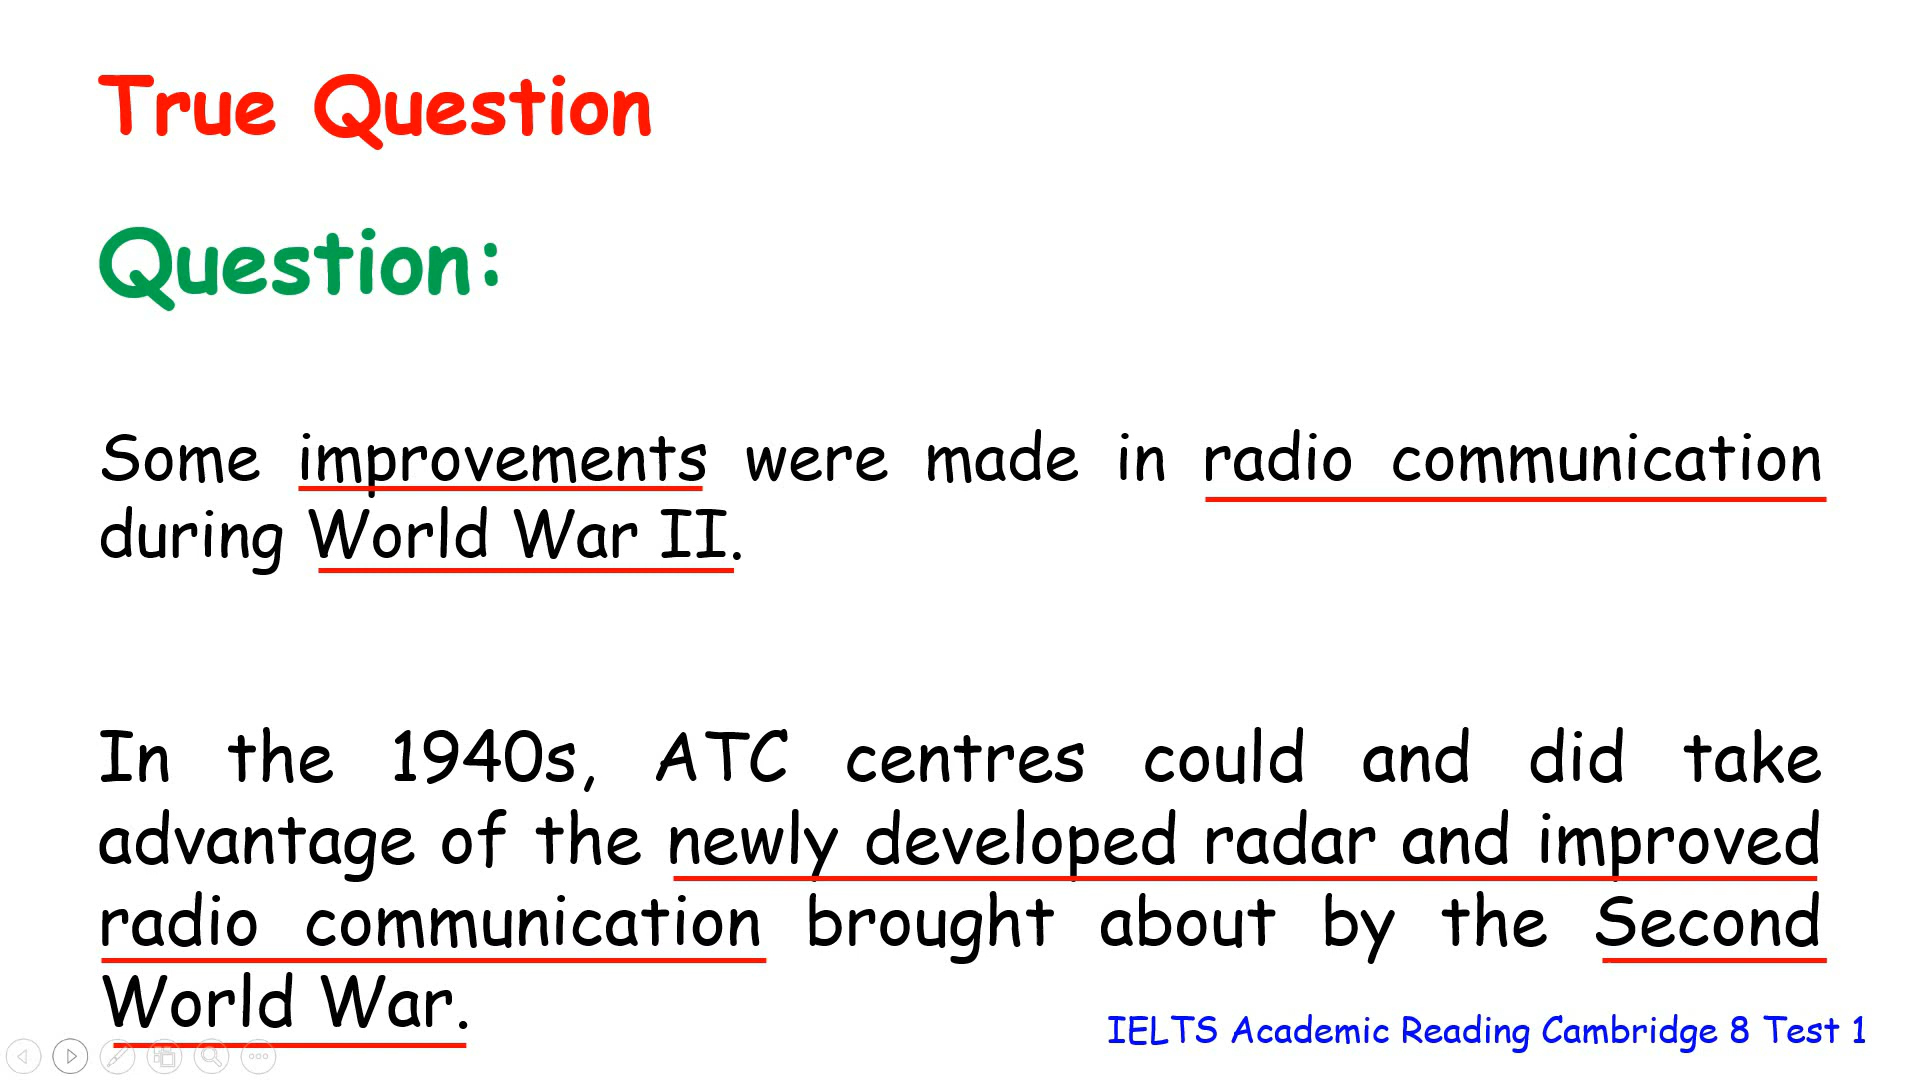 True Question
Question:
Some improvements were made in radio communication
during World War II.
In the 1940s, ATC centres could and did take
advantage of the newly developed radar and improved
radio communication brought about by the Second
World War.
IELTS Academic Reading Cambridge 8 Test 1